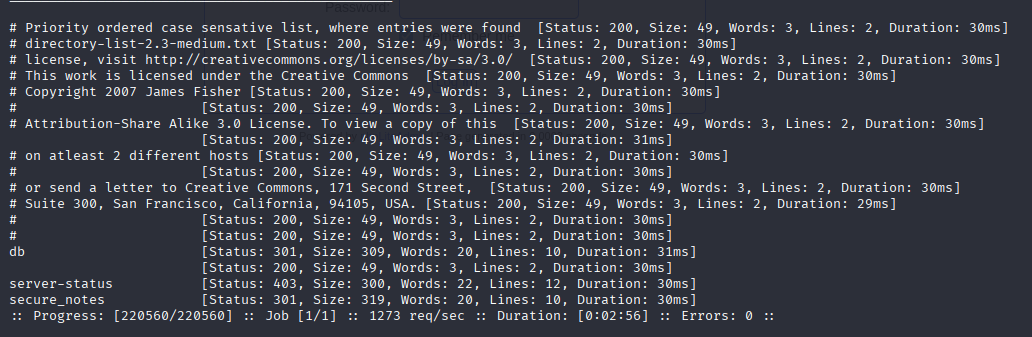 Password:
# Priority ordered case sensative list, where entries were found  [Status: 200, Size: 49, Words: 3, Lines: 2, Duration: 30ms]
# directory-list-2.3-medium.txt [Status: 200, Size: 49, Words: 3, Lines: 2, Duration: 30ms]
# license, visit http://creativecommons.org/licenses/by-sa/3.0/  [Status: 200, Size: 49, Words: 3, Lines: 2, Duration: 30ms]
# This work is licensed under the Creative Commons  [Status: 200, Size: 49, Words: 3, Lines: 2, Duration: 30ms]
# Copyright 2007 James Fisher [Status: 200, Size: 49, Words: 3, Lines: 2, Duration: 30ms]
#                       [Status: 200, Size: 49, Words: 3, Lines: 2, Duration: 30ms]
# Attribution-Share Alike 3.0 License. To view a copy of this  [Status: 200, Size: 49, Words: 3, Lines: 2, Duration: 30ms]
                        [Status: 200, Size: 49, Words: 3, Lines: 2, Duration: 31ms]
# on atleast 2 different hosts [Status: 200, Size: 49, Words: 3, Lines: 2, Duration: 30ms]
#                       [Status: 200, Size: 49, Words: 3, Lines: 2, Duration: 30ms]
# or send a letter to Creative Commons, 171 Second Street,  [Status: 200, Size: 49, Words: 3, Lines: 2, Duration: 30ms]
# Suite 300, San Francisco, California, 94105, USA. [Status: 200, Size: 49, Words: 3, Lines: 2, Duration: 29ms]
#                       [Status: 200, Size: 49, Words: 3, Lines: 2, Duration: 30ms]
#                       [Status: 200, Size: 49, Words: 3, Lines: 2, Duration: 30ms]
db                      [Status: 301, Size: 309, Words: 20, Lines: 10, Duration: 31ms]
                        [Status: 200, Size: 49, Words: 3, Lines: 2, Duration: 30ms]
server-status           [Status: 403, Size: 300, Words: 22, Lines: 12, Duration: 30ms]
secure_notes            [Status: 301, Size: 319, Words: 20, Lines: 10, Duration: 30ms]
:: Progress: [220560/220560] :: Job [1/1] :: 1273 req/sec :: Duration: [0:02:56] :: Errors: 0 ::